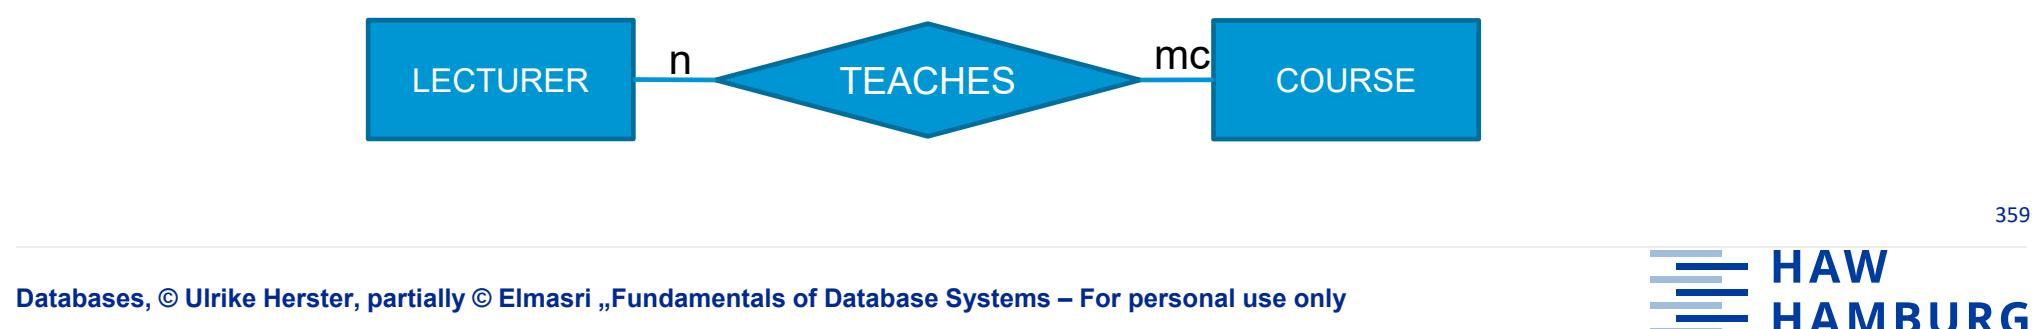 LECTURER n TEACHES mc COURSE
359
Databases, © Ulrike Herster, partially © Elmasri „Fundamentals of Database Systems – For personal use only
HAW
HAMBURG